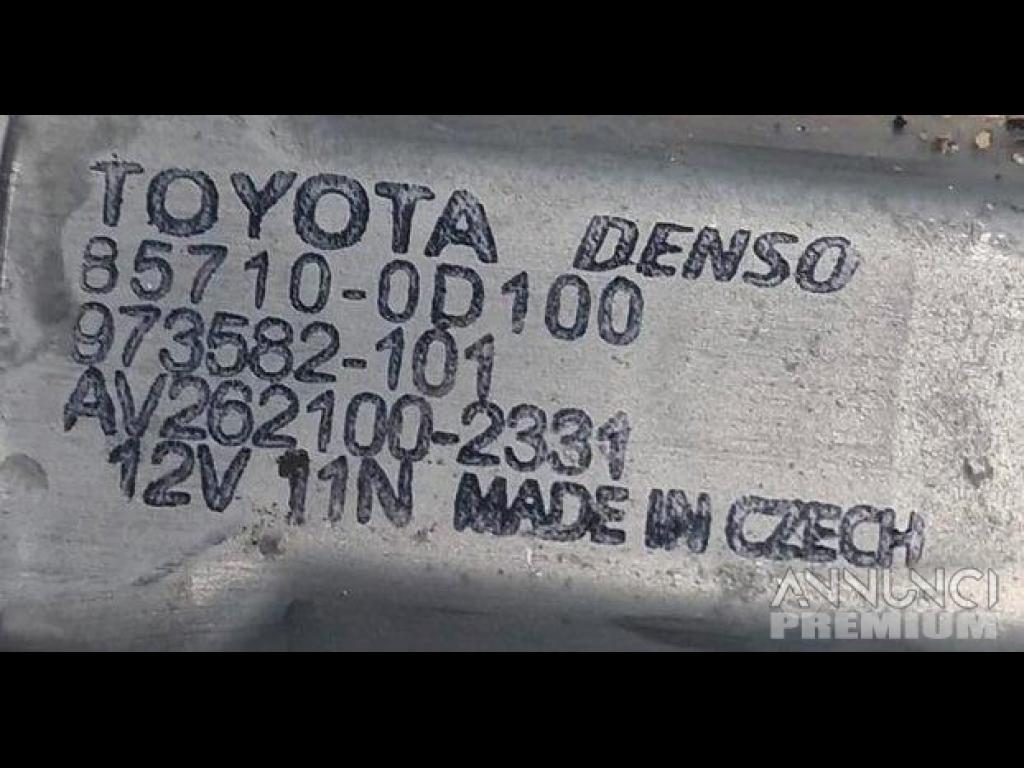 TOYOTA DENSO
85710-0D100
973582-101
AV262100-2331
12V 11N MADE IN CZECH
ANNUNCI
PREMIUM